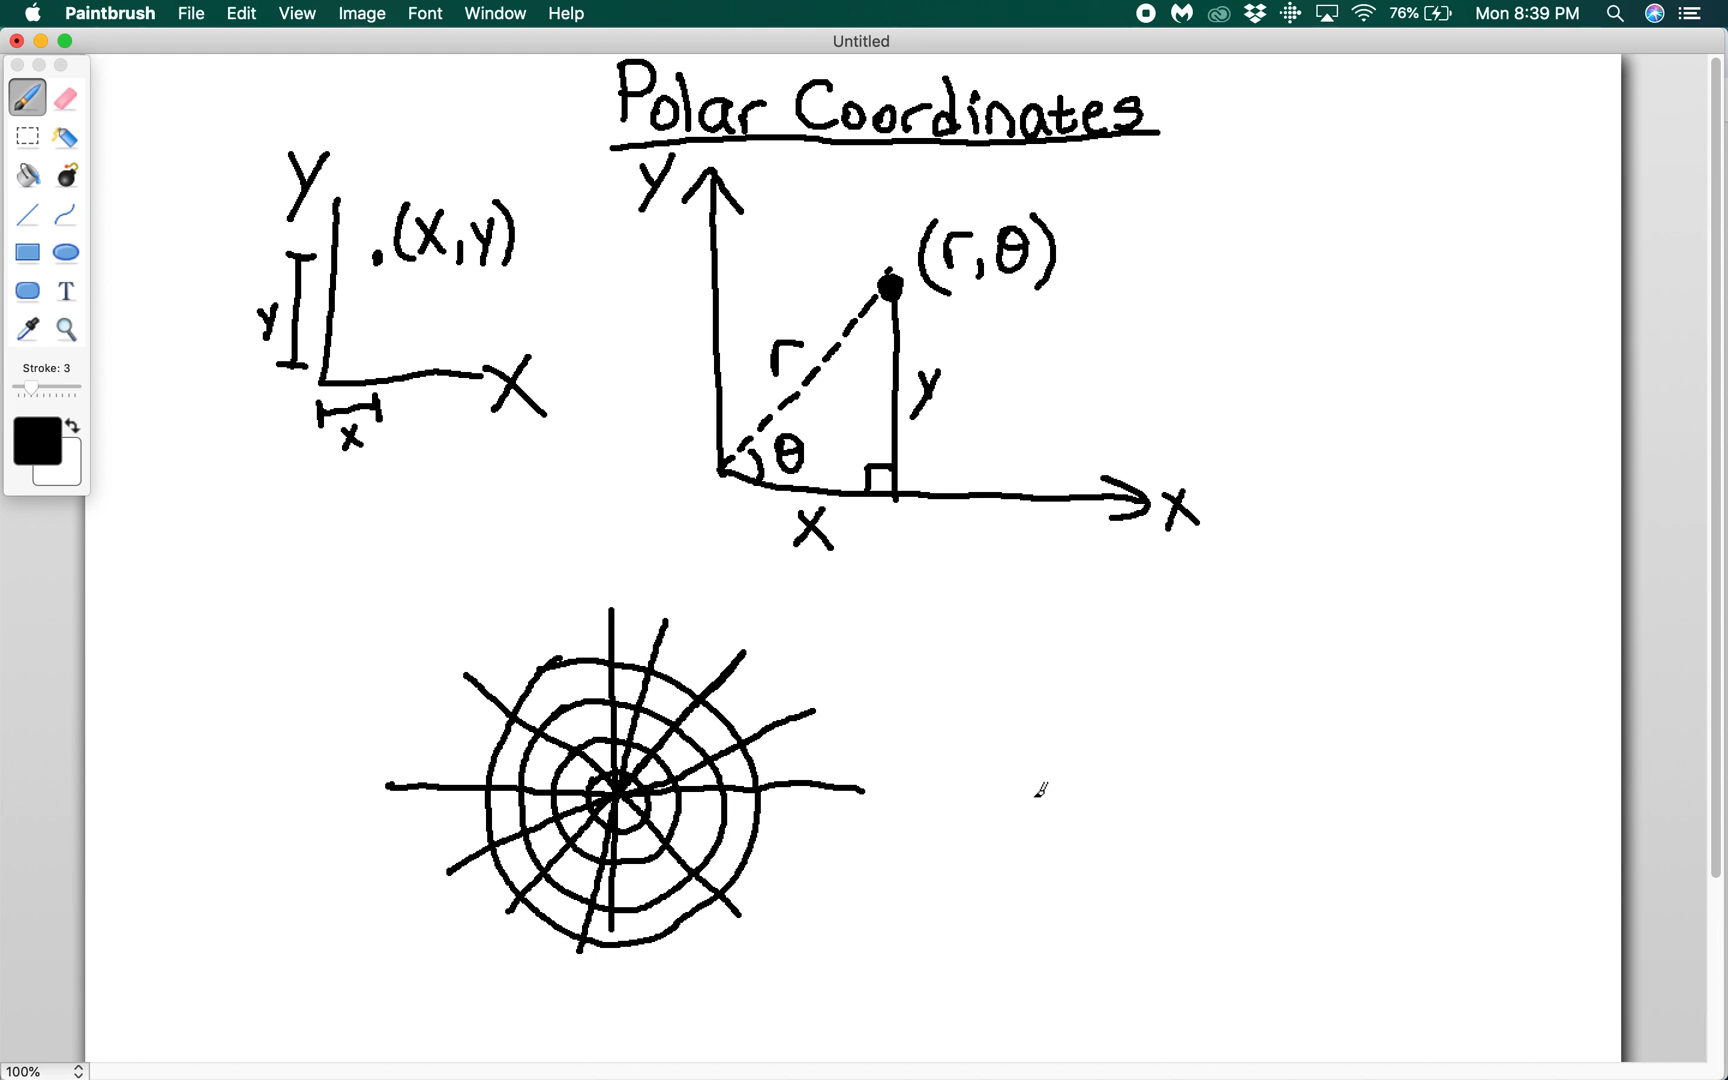 Paintbrush File Edit View Image Font Window Help 76% Mon 8:39 PM
Untitled
Polar Coordinates
Y
(x,y)
y
X
x
y
(r,θ)
r
y
θ
x
x
Stroke: 3
100%